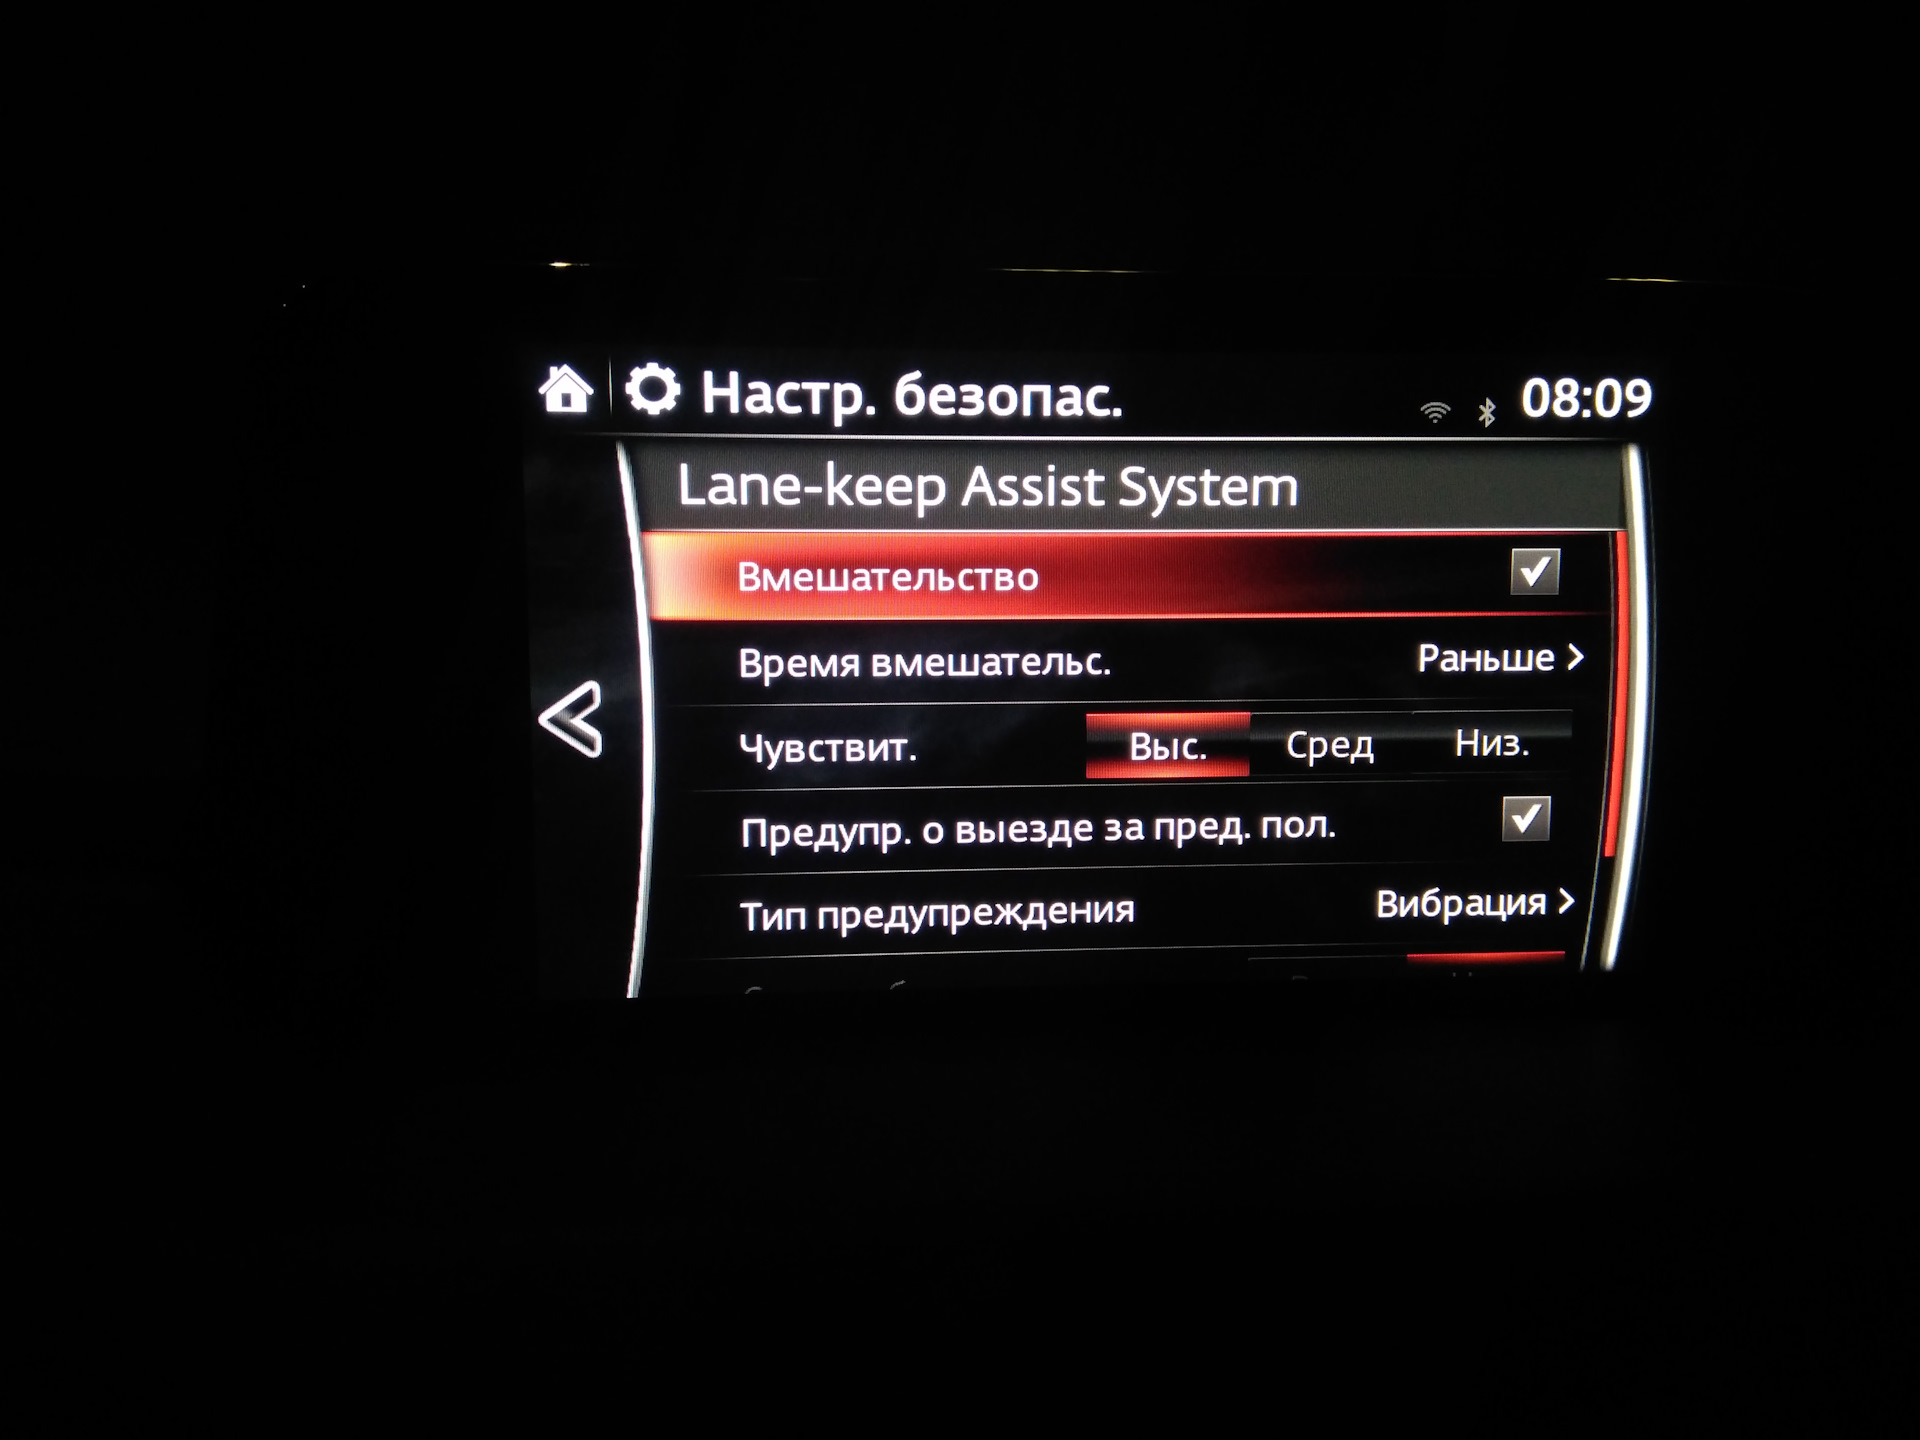 Настр. безопас. 08:09
Lane-keep Assist System
Вмешательство
Время вмешательс. Раньше
Чувствит. Выс. Сред Низ.
Предупр. о выезде за пред. пол.
Тип предупреждения Вибрация